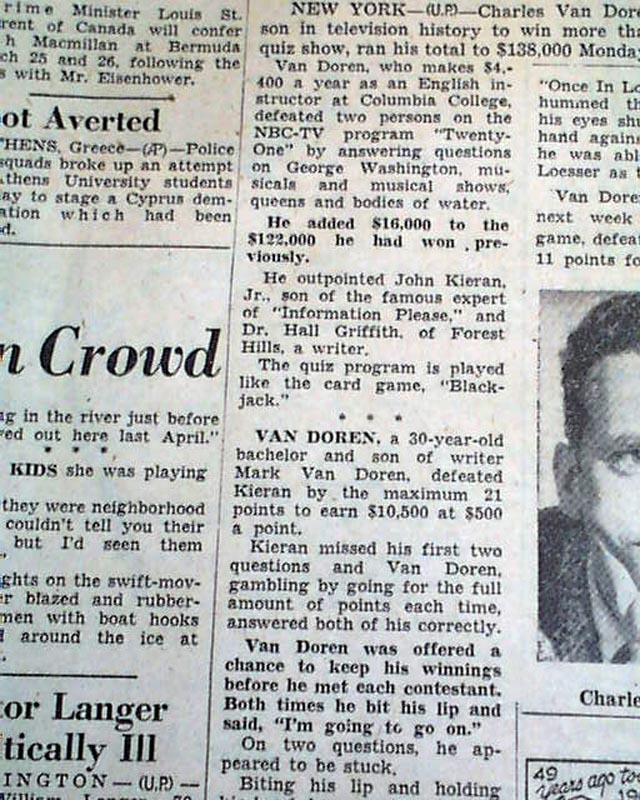 rime Minister Louis St.
rent of Canada will confer
h Macmillan at Bermuda
ch 25 and 26, following the
s with Mr. Eisenhower.
ot Averted
THENS, Greece—(AP)—Police
squads broke up an attempt
thens University students
ay to stage a Cyprus dem-
ation which had been
d.
n Crowd
ng in the river just before
ed out here last April."
* * *
KIDS she was playing
they were neighborhood
couldn't tell you their
but I'd seen them
ghts on the swift-mov-
r blazed and rubber-
men with boat hooks
d around the ice at
or Langer
tically Ill
INGTON—(U.P.)—
NEW YORK—(U.P.)—Charles Van Dor
son in television history to win more tha
quiz show, ran his total to $138,000 Monda
Van Doren, who makes $4,-
400 a year as an English in-
structor at Columbia College,
defeated two persons on the
NBC-TV program "Twenty-
One" by answering questions
on George Washington, mu-
sicals and musical shows,
queens and bodies of water.
He added $16,000 to the
$122,000 he had won pre-
viously.
He outpointed John Kieran,
Jr., son of the famous expert
of "Information Please," and
Dr. Hall Griffith, of Forest
Hills, a writer.
The quiz program is played
like the card game, "Black-
jack."
* * *
VAN DOREN, a 30-year-old
bachelor and son of writer
Mark Van Doren, defeated
Kieran by the maximum 21
points to earn $10,500 at $500
a point.
Kieran missed his first two
questions and Van Doren,
gambling by going for the full
amount of points each time,
answered both of his correctly.
Van Doren was offered a
chance to keep his winnings
before he met each contestant.
Both times he bit his lip and
said, "I'm going to go on."
On two questions, he ap-
peared to be stuck.
Biting his lip and holding
"Once In Lo
hummed th
his eyes shu
hand agains
he was abl
Loesser as t
Van Dore
next week
game, defea
11 points fo
Charle
49
years ago to